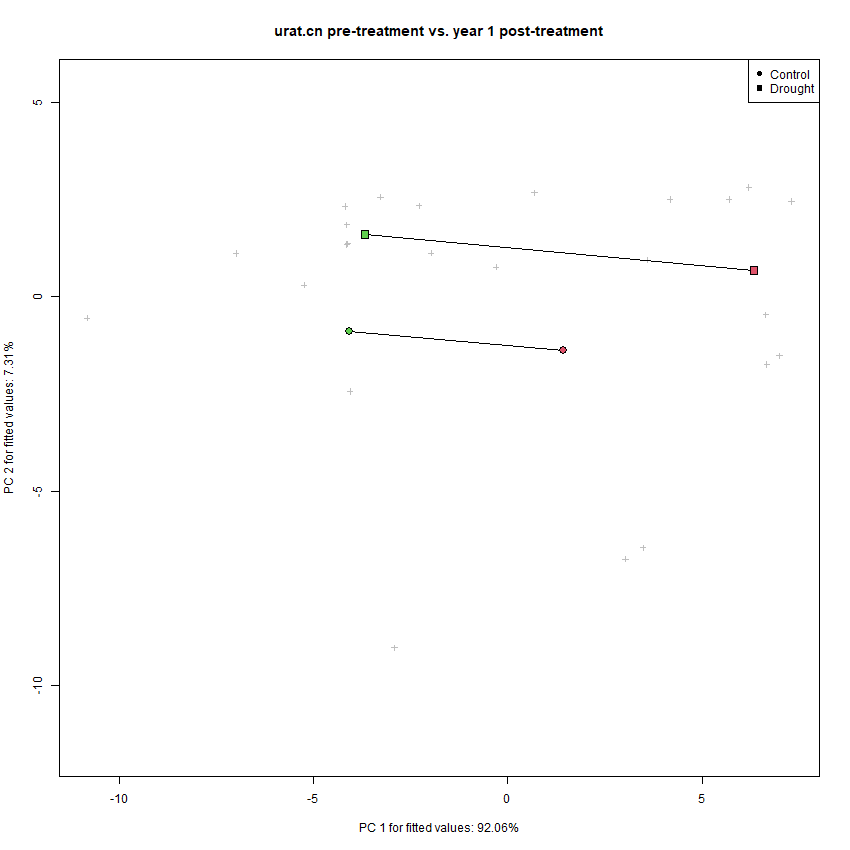 urat.cn pre-treatment vs. year 1 post-treatment
Control
Drought
5
0
-5
-10
PC 2 for fitted values: 7.31%
-10
-5
0
5
PC 1 for fitted values: 92.06%